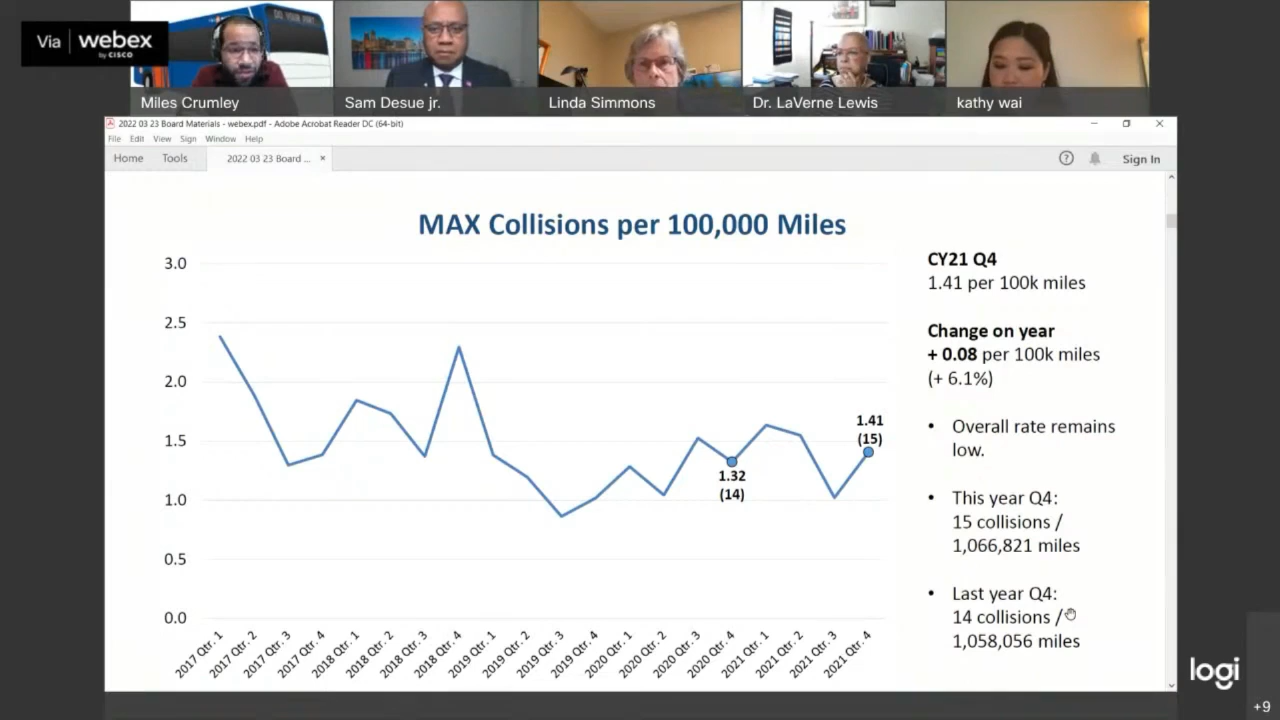 Via webex
by CISCO
DO YOUR PART
Miles Crumley
Sam Desue jr.
Linda Simmons
Dr. LaVerne Lewis
kathy wai
2022 03 23 Board Materials - webex.pdf - Adobe Acrobat Reader DC (64-bit)
File Edit View Sign Window Help
Home Tools 2022 03 23 Board ... × ? Sign In
MAX Collisions per 100,000 Miles
3.0
2.5
2.0
1.5
1.0
0.5
0.0
1.32
(14)
1.41
(15)
2017 Qtr. 1
2017 Qtr. 2
2017 Qtr. 3
2017 Qtr. 4
2018 Qtr. 1
2018 Qtr. 2
2018 Qtr. 3
2018 Qtr. 4
2019 Qtr. 1
2019 Qtr. 2
2019 Qtr. 3
2019 Qtr. 4
2020 Qtr. 1
2020 Qtr. 2
2020 Qtr. 3
2020 Qtr. 4
2021 Qtr. 1
2021 Qtr. 2
2021 Qtr. 3
2021 Qtr. 4
CY21 Q4
1.41 per 100k miles
Change on year
+ 0.08 per 100k miles
(+ 6.1%)
• Overall rate remains
low.
• This year Q4:
15 collisions /
1,066,821 miles
• Last year Q4:
14 collisions /
1,058,056 miles
logi
+9